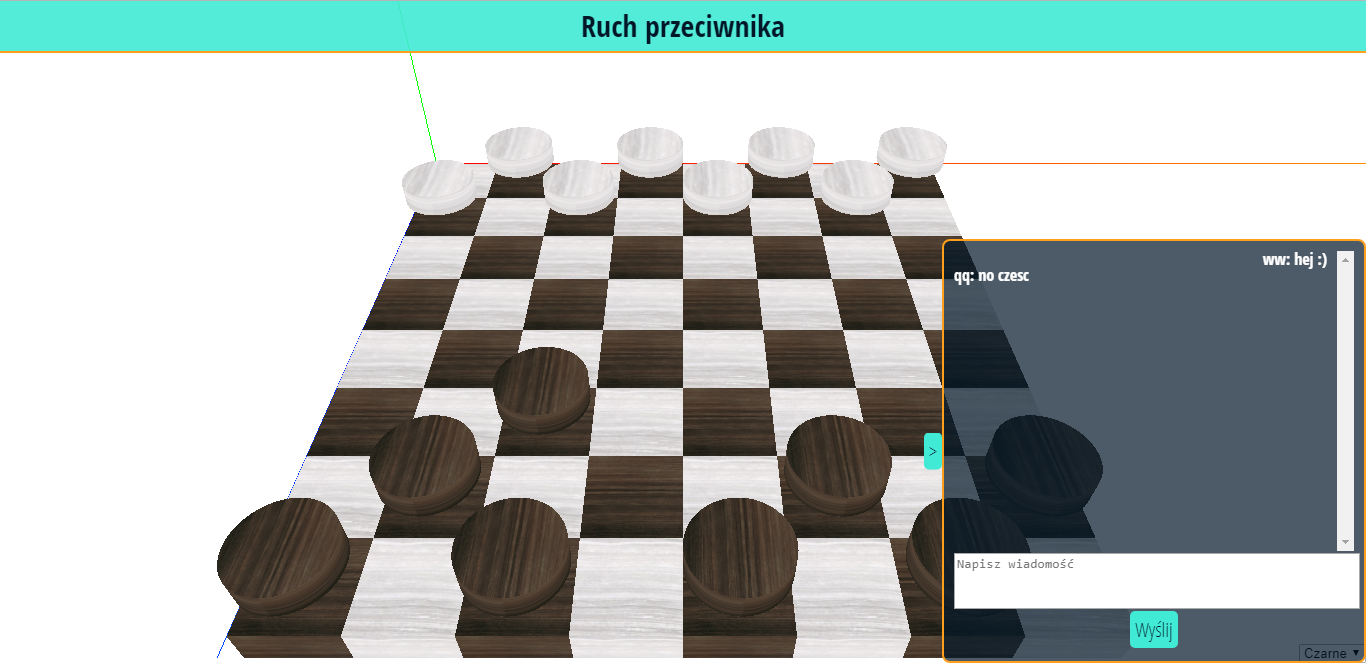 Ruch przeciwnika
ww: hej :)
qq: no czesc
>
Napisz wiadomość
Wyślij
Czarne